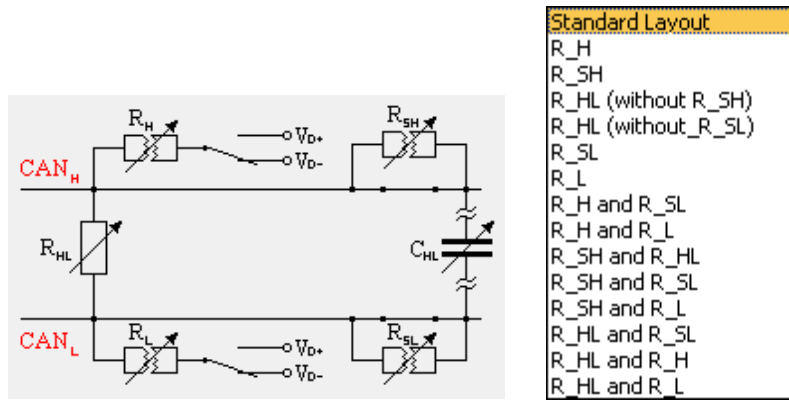 R_H
V_D+
V_D-
R_SH
CAN_H
R_HL
C_HL
CAN_L
R_L
V_D+
V_D-
R_SL
Standard Layout
R_H
R_SH
R_HL (without R_SH)
R_HL (without_R_SL)
R_SL
R_L
R_H and R_SL
R_H and R_L
R_SH and R_HL
R_SH and R_SL
R_SH and R_L
R_HL and R_SL
R_HL and R_H
R_HL and R_L